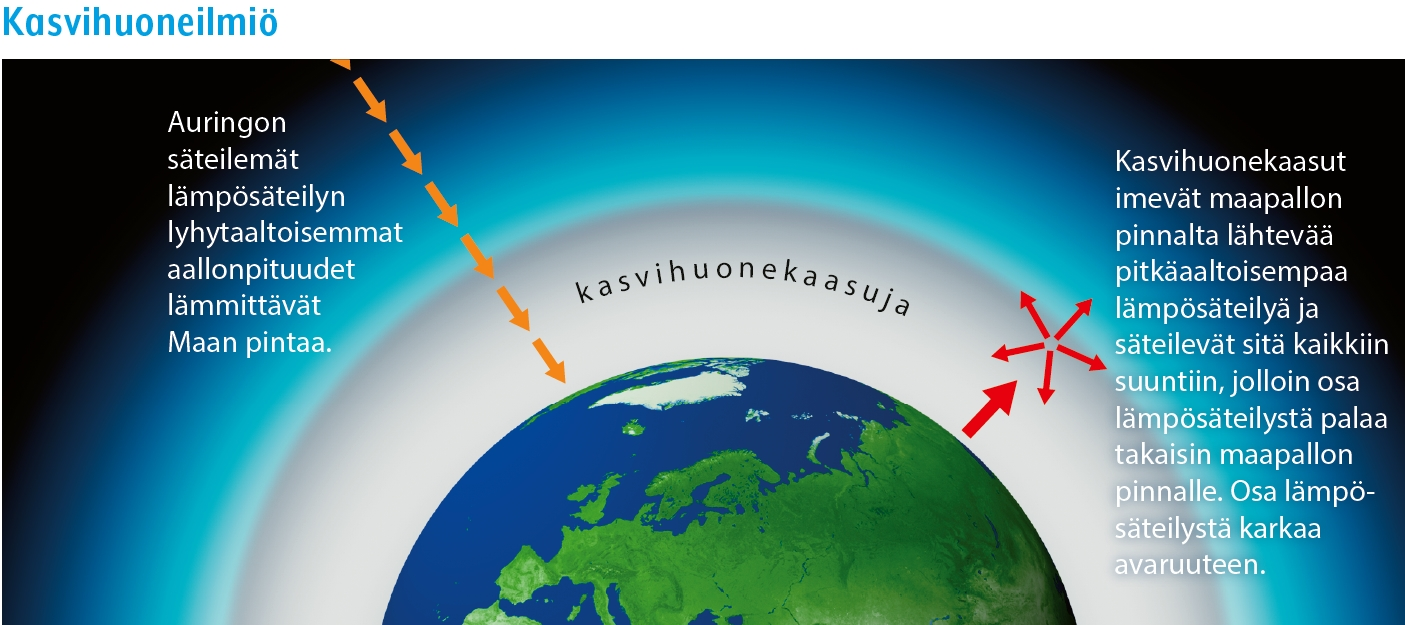 Kasvihuoneilmiö
Auringon
säteilemät
lämpösäteilyn
lyhytaaltoisemmat
aallonpituudet
lämmittävät
Maan pintaa.
kasvihuonekaasuja
Kasvihuonekaasut
imevät maapallon
pinnalta lähtevää
pitkäaaltoisempaa
lämpösäteilyä ja
säteilevät sitä kaikkiin
suuntiin, jolloin osa
lämpösäteilystä palaa
takaisin maapallon
pinnalle. Osa lämpö-
säteilystä karkaa
avaruuteen.